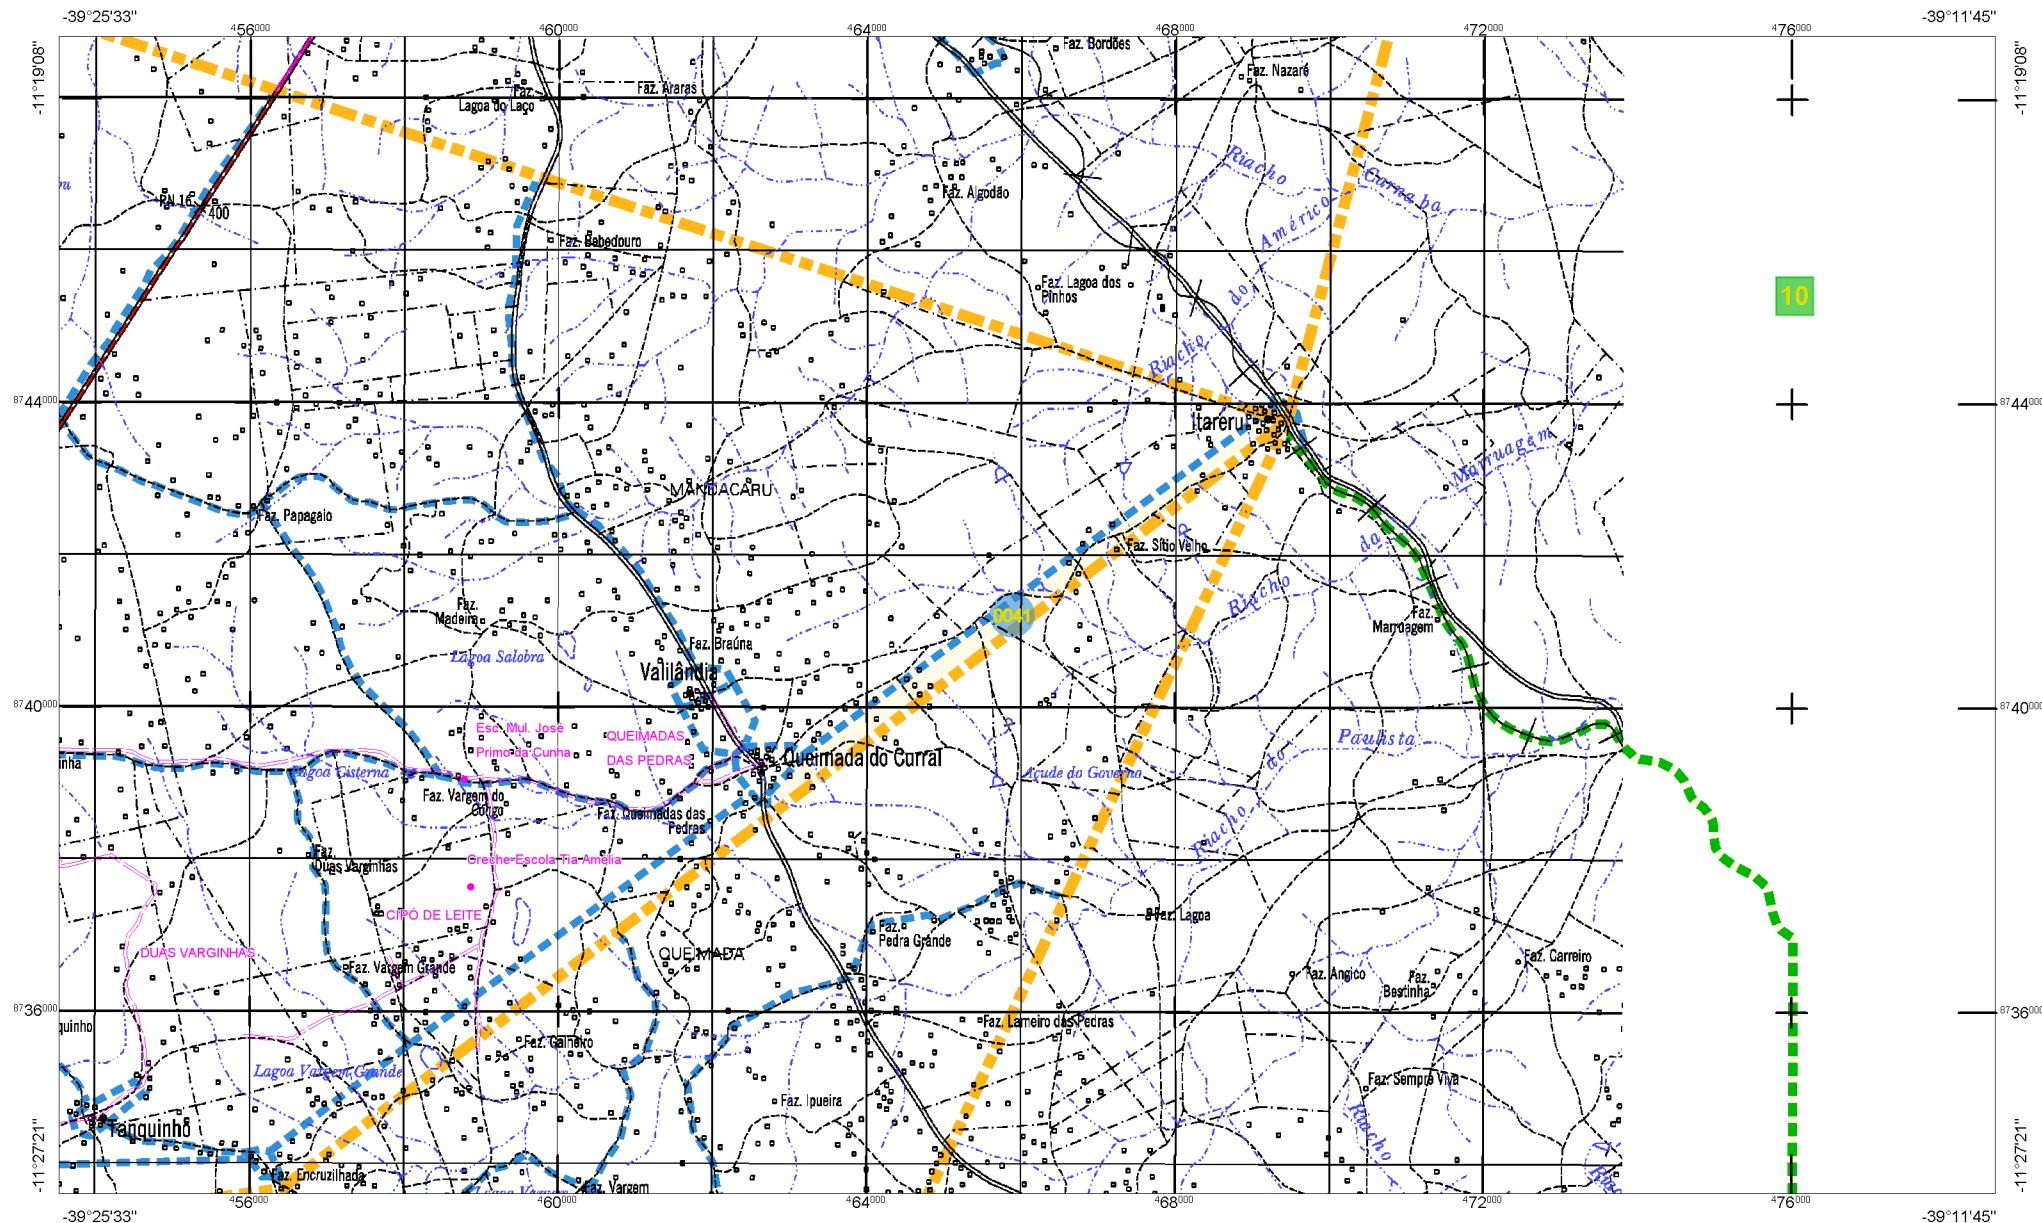 -39°25'33"
-39°11'45"
456000
460000
464000
468000
472000
476000
-11°19'08"
-11°19'08"
Faz. Bordões
Faz. Nazaré
Faz. Araras
Faz.
Lagoa do Laço
Riacho
Carnaba
RN 16
400
Faz. Algodão
Américo
Faz. Bebedouro
Faz. Lagoa dos
Pinhos
do
10
Riacho
8744000
8744000
Itareru
Marruagem
MANDACARU
Faz. Papagaio
da
Faz. Sítio Velho
Riacho
Faz.
Madeira
0041
Faz.
Marruagem
Faz. Braúna
Lagoa Salobra
Valilândia
8740000
8740000
Esc. Mul. José
Primo da Cunha
QUEIMADAS
DAS PEDRAS
Paulista
Queimada do Curral
inha
Lagoa Cisterna
Açude do Governo
do
Faz. Vargem do
Faz. Queimadas das
Pedras
Riacho
Faz.
Duas Varginhas
Creche Escola Tia Amélia
CIPÓ DE LEITE
Faz. Lagoa
Faz.
Pedra Grande
DUAS VARGINHAS
QUEIMADA
Faz. Carreiro
Faz. Vargem Grande
Faz. Angico
Faz.
Bestinha
8736000
8736000
quinho
Faz. Lameiro das Pedras
Faz. Galheiro
Lagoa Vargem Grande
Faz. Sempre Viva
Faz. Ipueira
Riacho
Tanquinho
-11°27'21"
-11°27'21"
Faz. Encruzilhada
Lagoa Vargem
Faz. Vargem
456000
460000
464000
468000
472000
476000
-39°25'33"
-39°11'45"